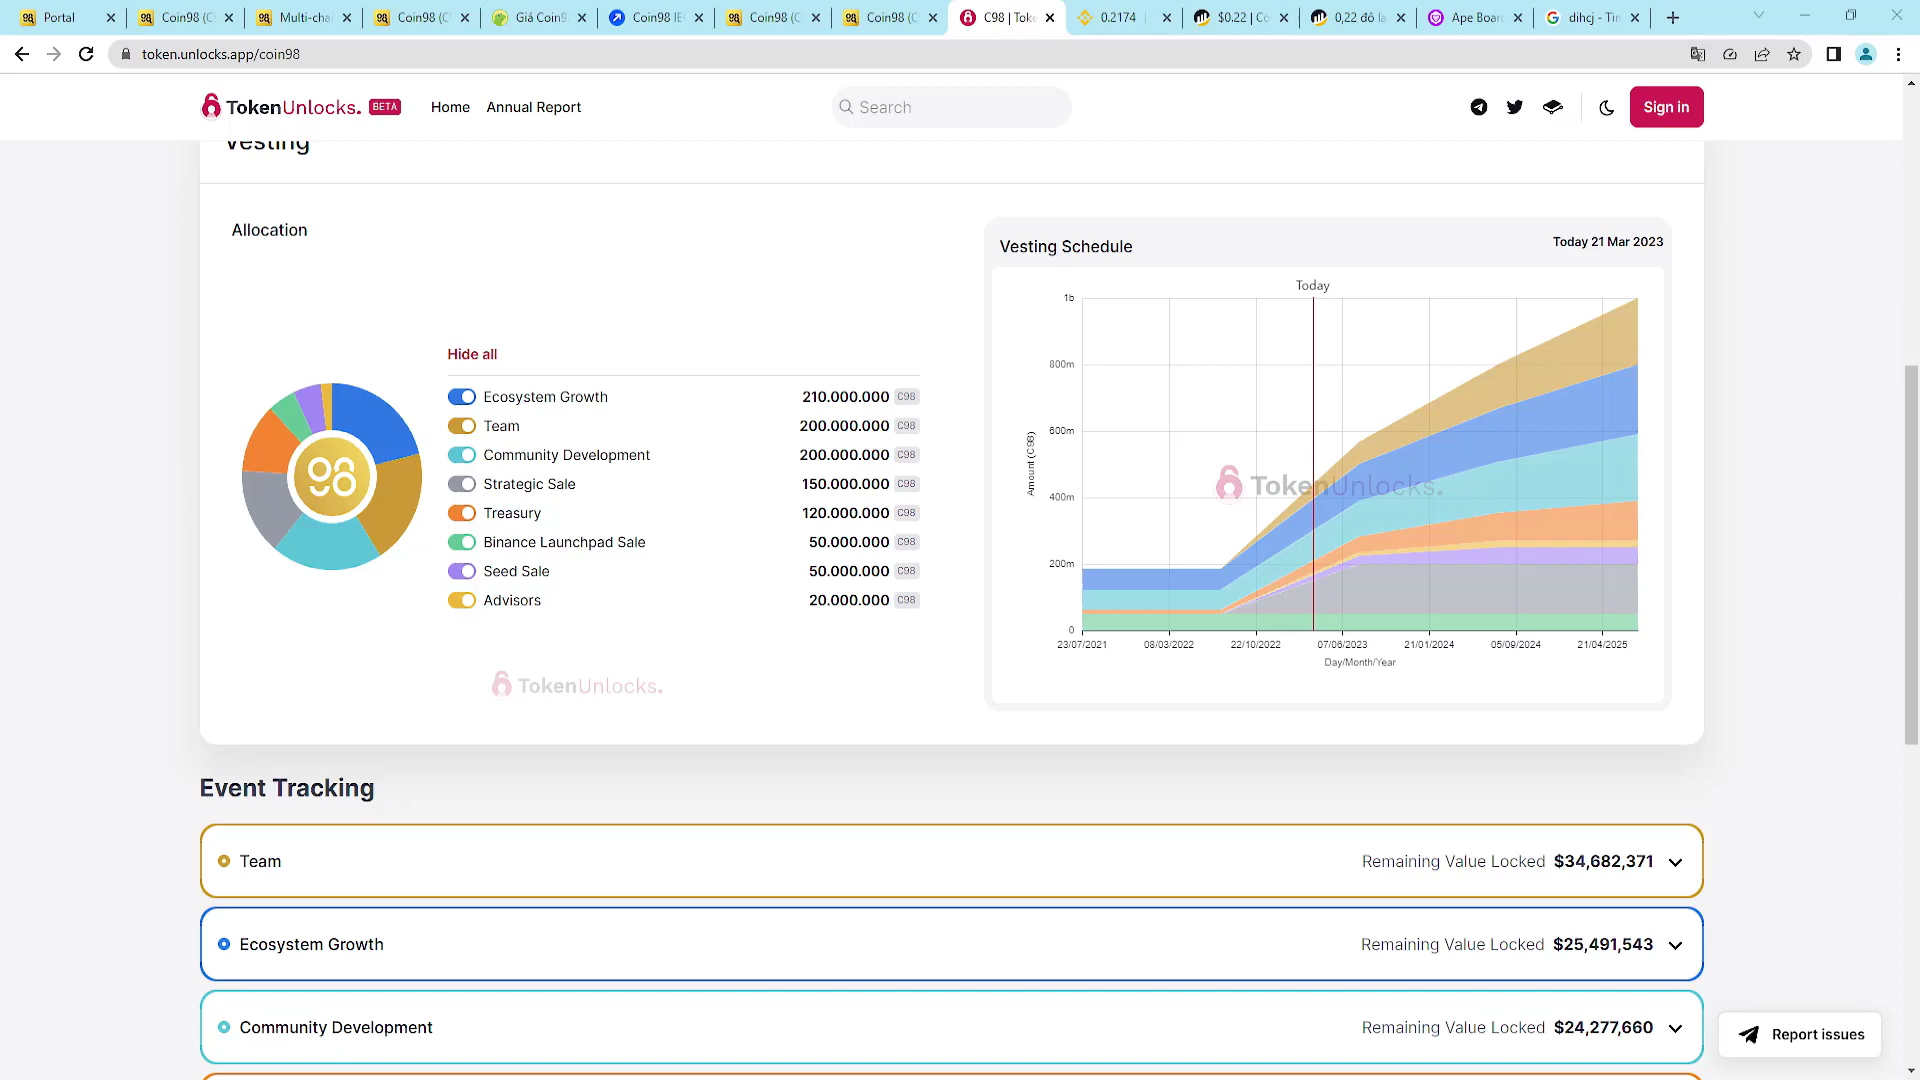 Portal
Coin98 (C
Multi-chai
Coin98 (C
Giá Coin9
Coin98 IE
Coin98 (C
Coin98 (C
C98 | Toke
0.2174
$0.22 | Co
0,22 đô la
Ape Boar
dihcj - Tìn
token.unlocks.app/coin98
TokenUnlocks. BETA
Home
Annual Report
Search
Sign in
Vesting
Allocation
Hide all
Ecosystem Growth 210.000.000 C98
Team 200.000.000 C98
Community Development 200.000.000 C98
Strategic Sale 150.000.000 C98
Treasury 120.000.000 C98
Binance Launchpad Sale 50.000.000 C98
Seed Sale 50.000.000 C98
Advisors 20.000.000 C98
98
TokenUnlocks.
Vesting Schedule
Today 21 Mar 2023
Today
1b
800m
600m
400m
200m
0
Amount (C98)
TokenUnlocks.
23/07/2021 08/03/2022 22/10/2022 07/06/2023 21/01/2024 05/09/2024 21/04/2025
Day/Month/Year
Event Tracking
Team Remaining Value Locked $34,682,371
Ecosystem Growth Remaining Value Locked $25,491,543
Community Development Remaining Value Locked $24,277,660
Report issues